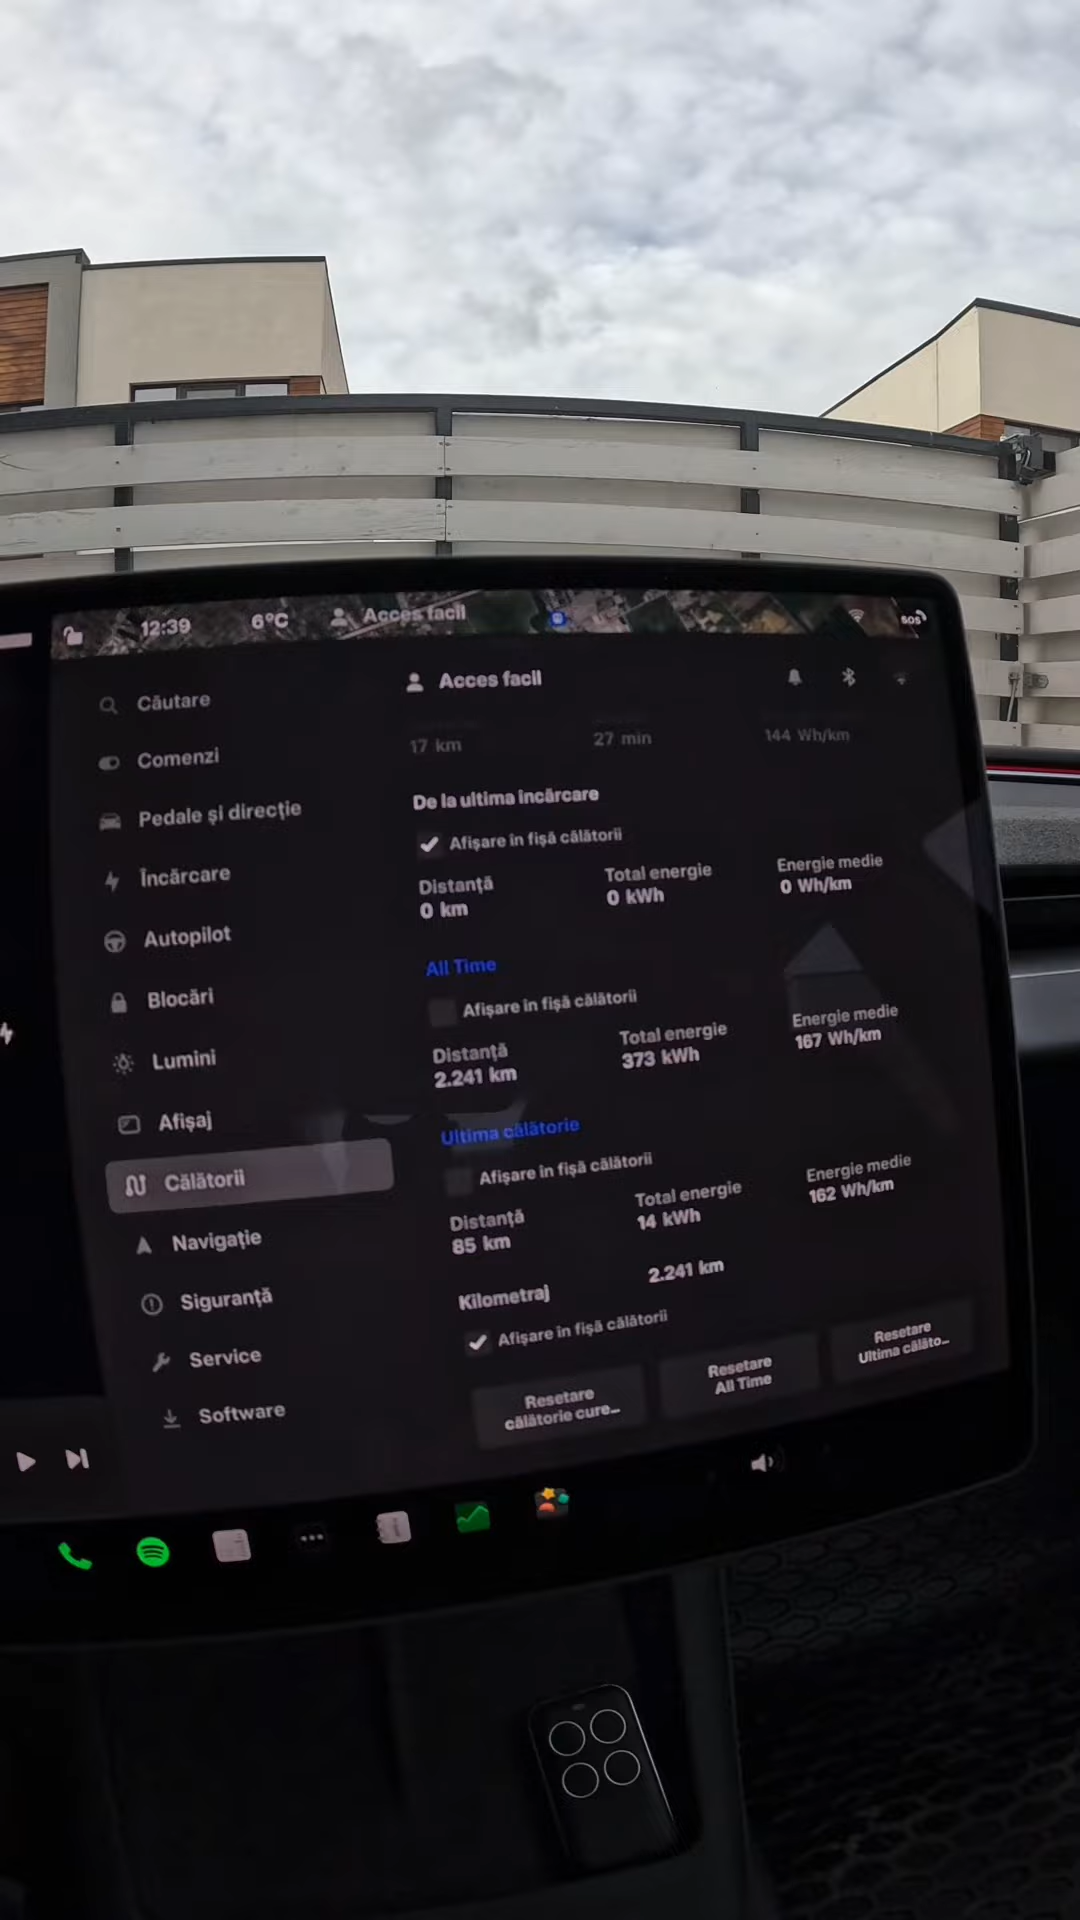 12:39
6°C
Acces facil
SOS
Căutare
Acces facil
17 km
27 min
144 Wh/km
Comenzi
Pedale și direcție
Încărcare
Autopilot
Blocări
Lumini
Afișaj
Călătorii
Navigație
Siguranță
Service
Software
De la ultima încărcare
Afișare în fișă călătorii
Distanță
0 km
Total energie
0 kWh
Energie medie
0 Wh/km
All Time
Afișare în fișă călătorii
Distanță
2.241 km
Total energie
373 kWh
Energie medie
167 Wh/km
Ultima călătorie
Afișare în fișă călătorii
Distanță
85 km
Total energie
14 kWh
Energie medie
162 Wh/km
Kilometraj
2.241 km
Afișare în fișă călătorii
Resetare
călătorie cure...
Resetare
All Time
Resetare
Ultima călăto...